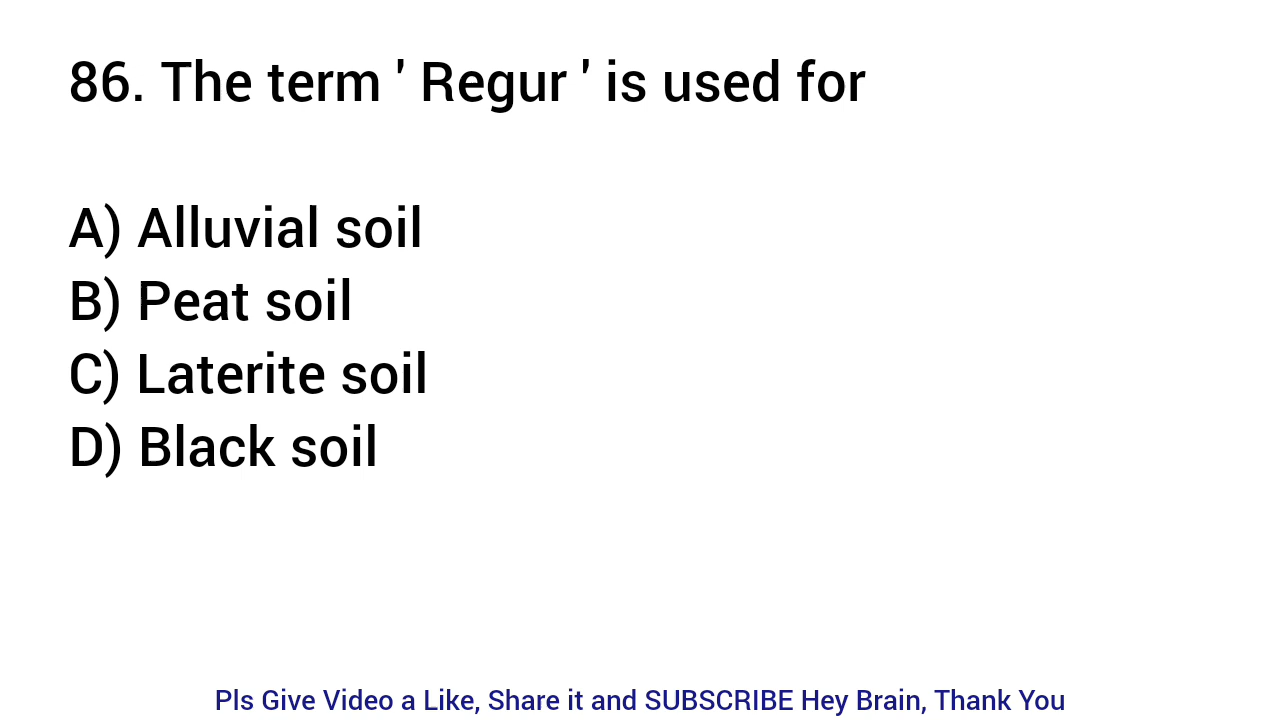 86. The term ' Regur ' is used for
A) Alluvial soil
B) Peat soil
C) Laterite soil
D) Black soil
Pls Give Video a Like, Share it and SUBSCRIBE Hey Brain, Thank You